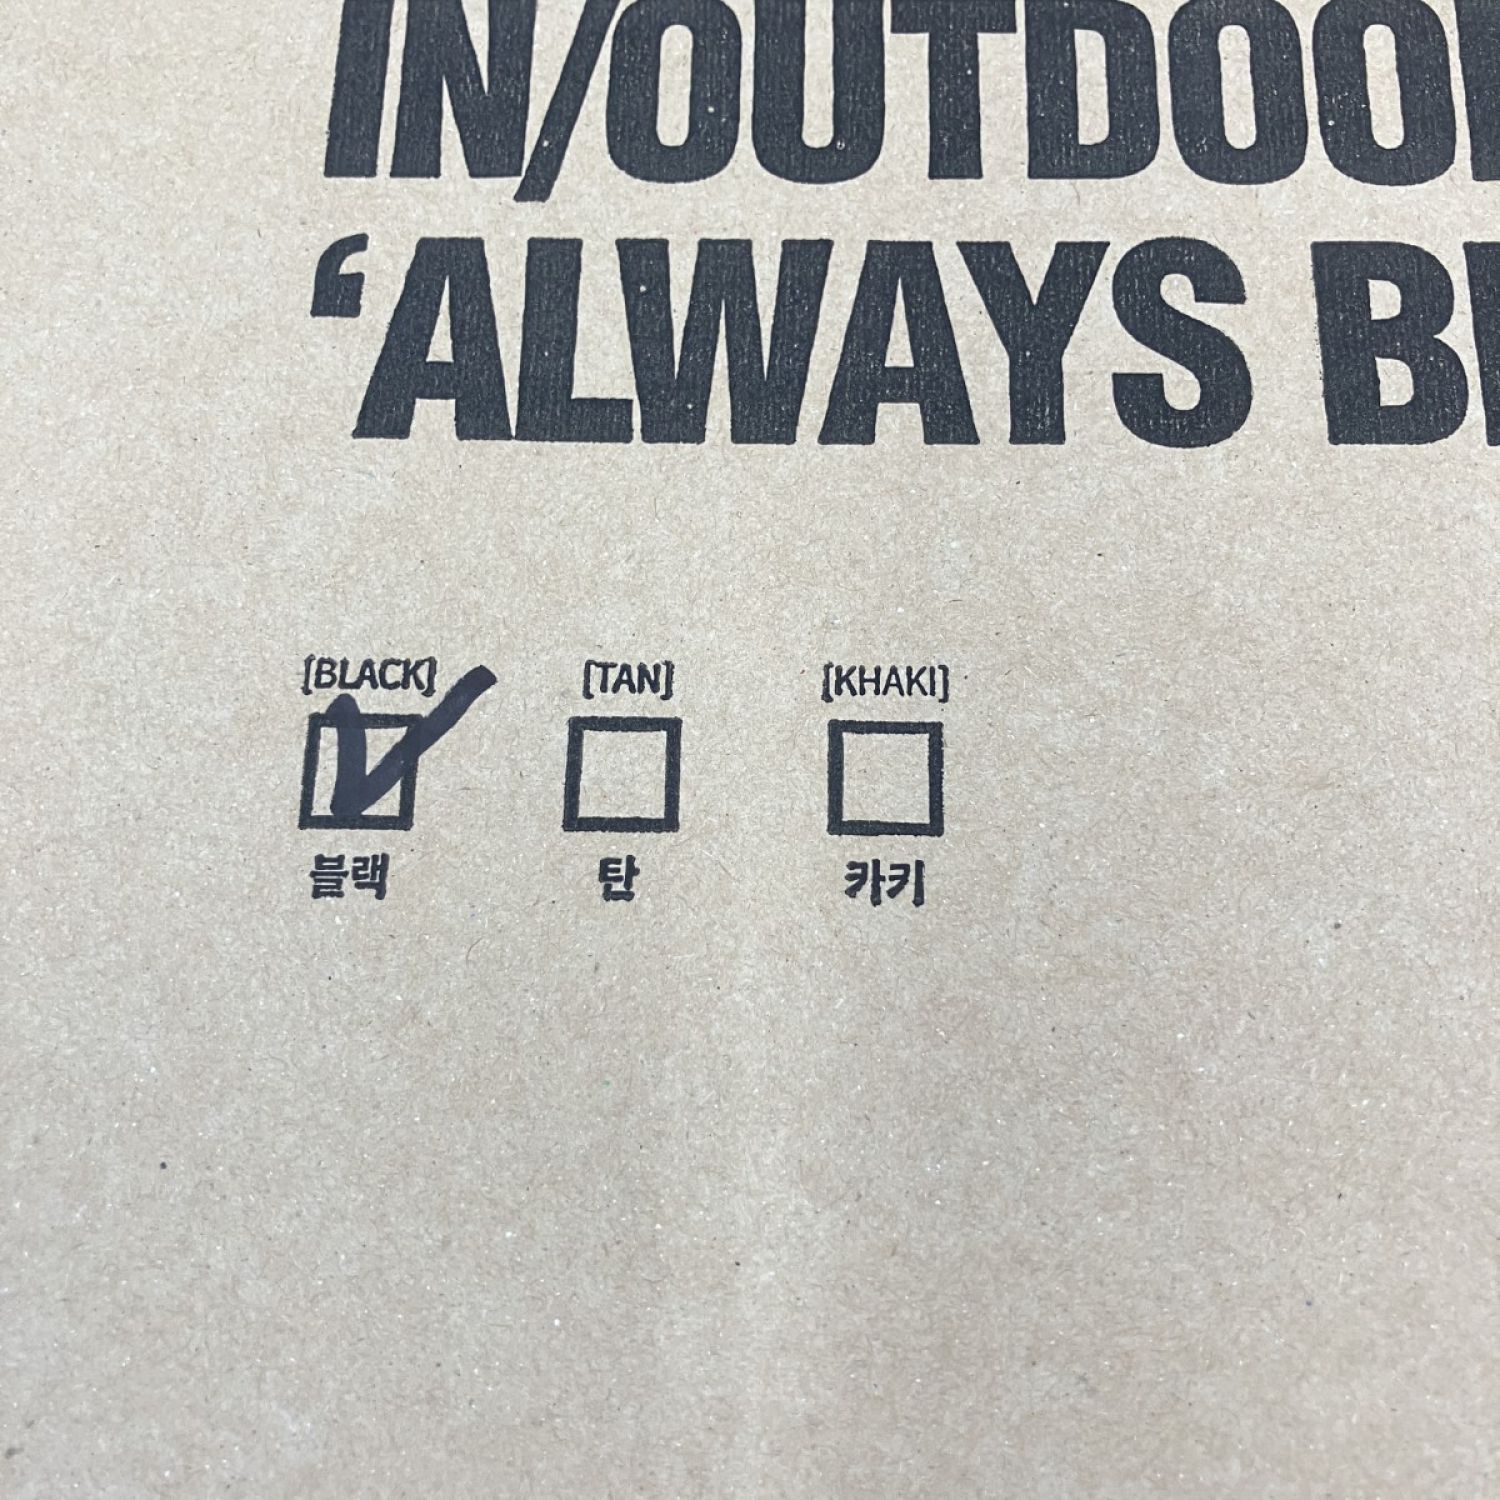 IN/OUTDOO
‘ALWAYS B
[BLACK] [TAN] [KHAKI]
블랙 탄 카키